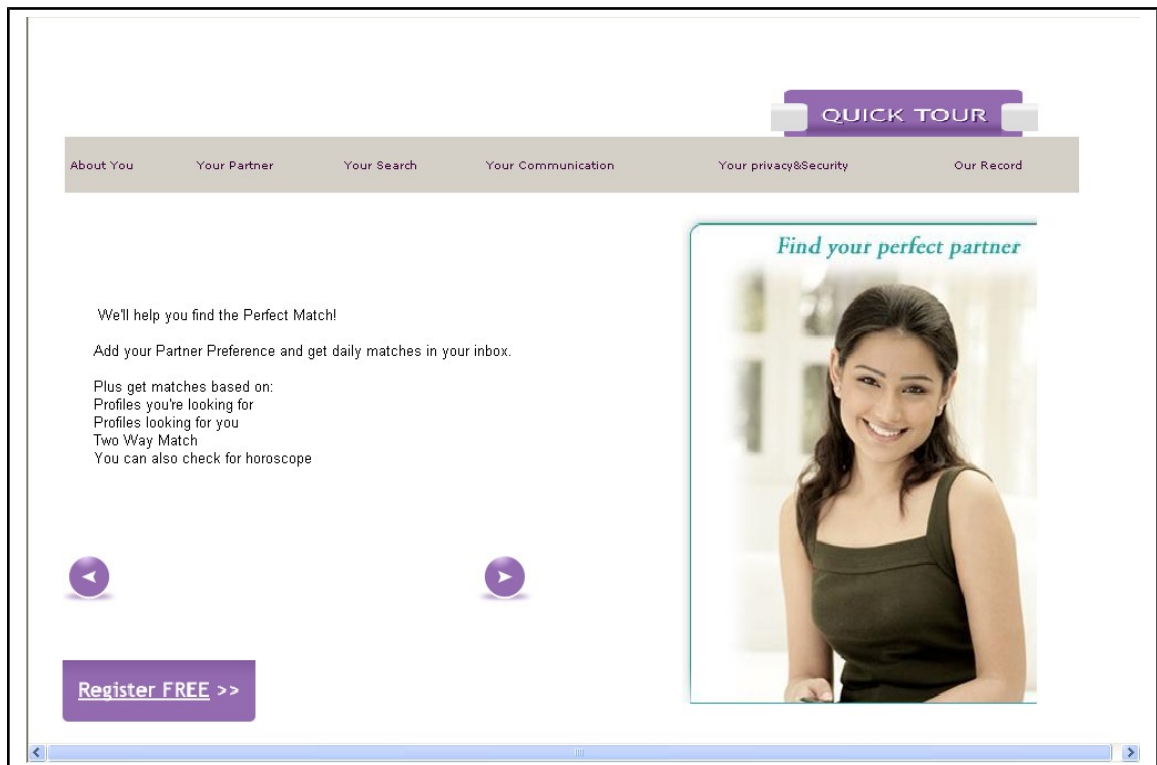 QUICK TOUR
About You Your Partner Your Search Your Communication Your privacy&Security Our Record
Find your perfect partner
We'll help you find the Perfect Match!
Add your Partner Preference and get daily matches in your inbox.
Plus get matches based on:
Profiles you're looking for
Profiles looking for you
Two Way Match
You can also check for horoscope
Register FREE >>